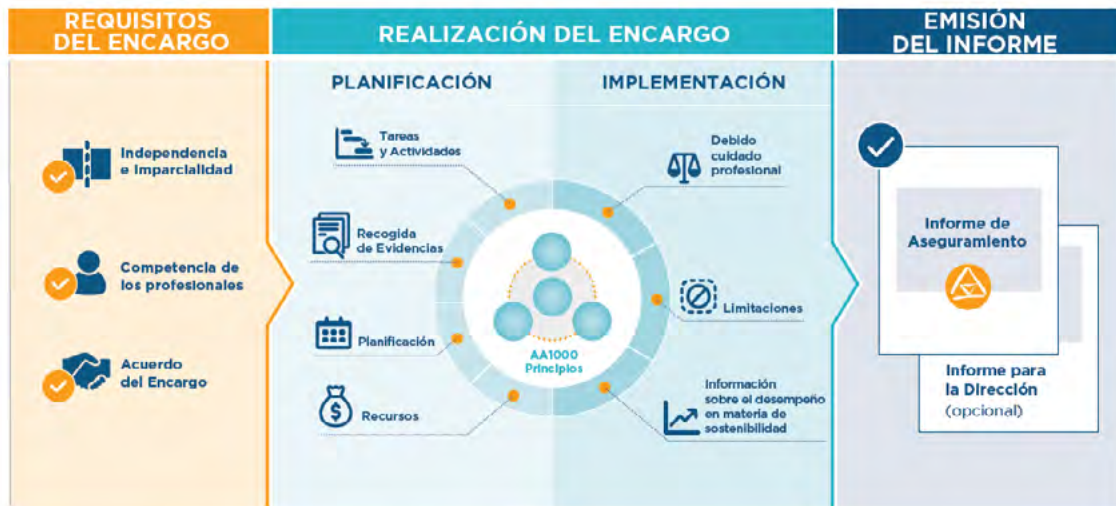 REQUISITOS
DEL ENCARGO
REALIZACIÓN DEL ENCARGO
EMISIÓN
DEL INFORME
PLANIFICACIÓN
IMPLEMENTACIÓN
Independencia
e Imparcialidad
Competencia de
los profesionales
Acuerdo
del Encargo
Tareas
y Actividades
Recogida
de Evidencias
Planificación
Recursos
AA1000
Principios
Debido
cuidado
profesional
Limitaciones
Información
sobre el desempeño
en materia de
sostenibilidad
Informe de
Aseguramiento
Informe para
la Dirección
(opcional)